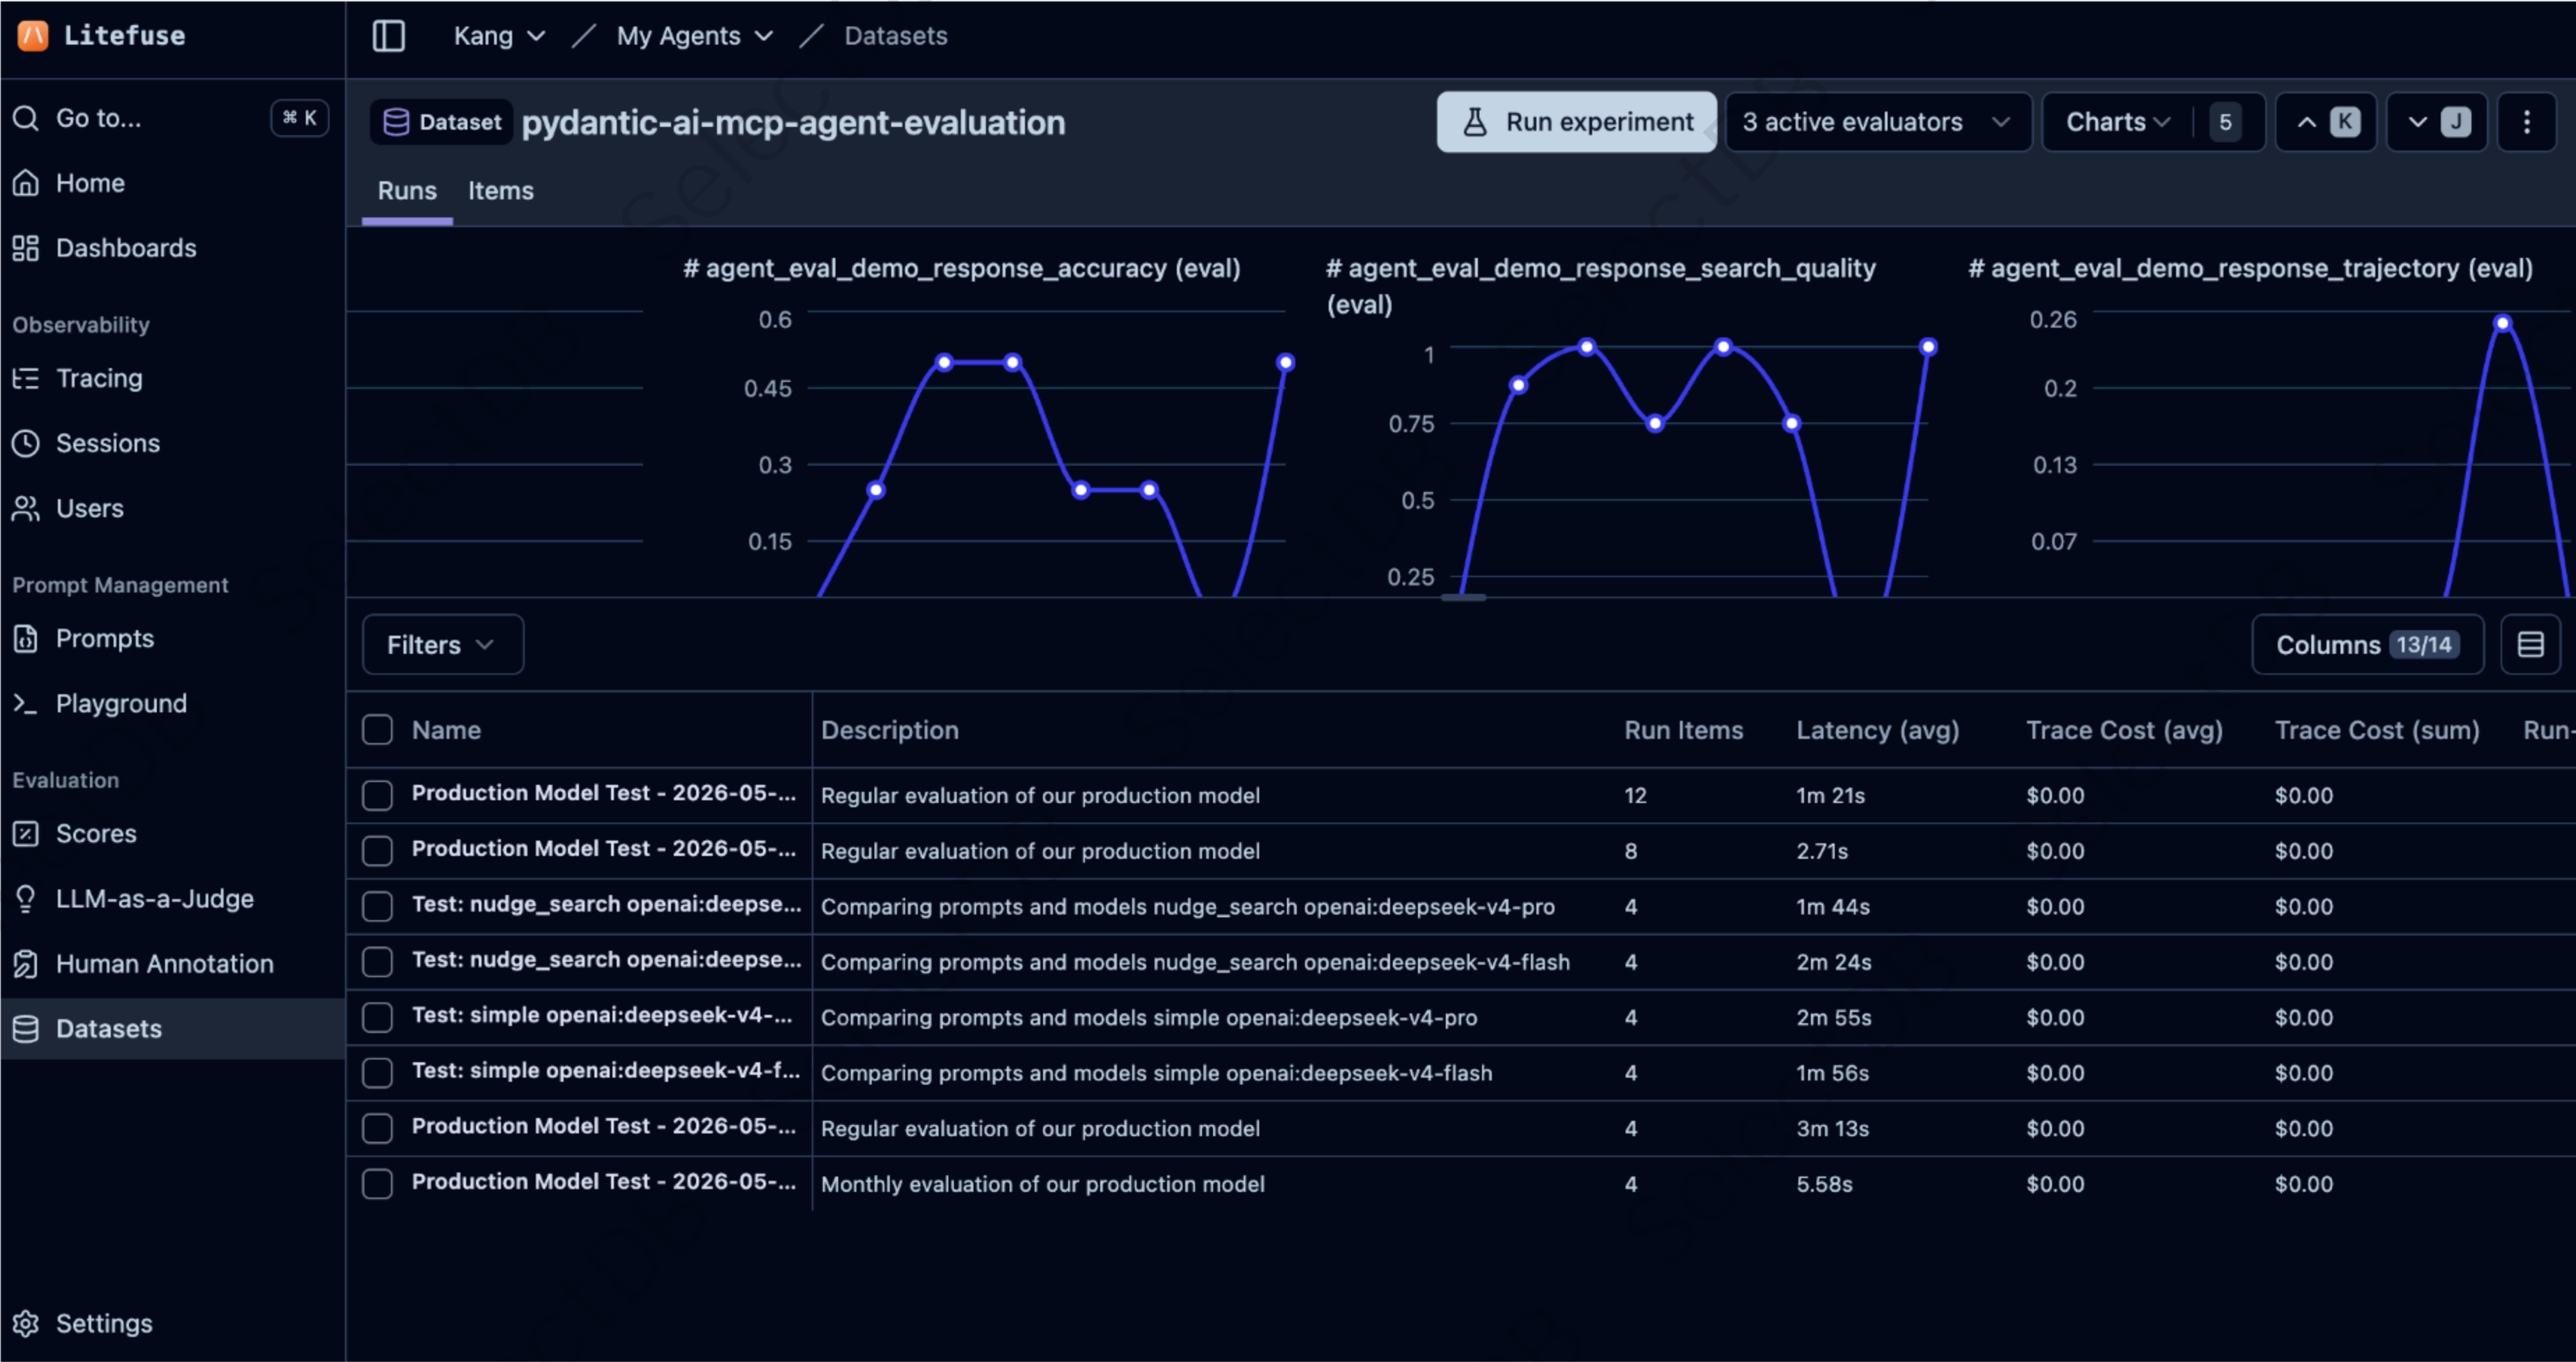 Litefuse
Kang / My Agents / Datasets
Go to...
⌘ K
Home
Dashboards
Observability
Tracing
Sessions
Users
Prompt Management
Prompts
Playground
Evaluation
Scores
LLM-as-a-Judge
Human Annotation
Datasets
Settings
Dataset pydantic-ai-mcp-agent-evaluation
Run experiment
3 active evaluators
Charts 5
K
J
Runs Items
# agent_eval_demo_response_accuracy (eval)
0.6
0.45
0.3
0.15
# agent_eval_demo_response_search_quality
(eval)
1
0.75
0.5
0.25
# agent_eval_demo_response_trajectory (eval)
0.26
0.2
0.13
0.07
Filters
Columns 13/14
Name Description Run Items Latency (avg) Trace Cost (avg) Trace Cost (sum) Run-
Production Model Test - 2026-05-... Regular evaluation of our production model 12 1m 21s $0.00 $0.00
Production Model Test - 2026-05-... Regular evaluation of our production model 8 2.71s $0.00 $0.00
Test: nudge_search openai:deepse... Comparing prompts and models nudge_search openai:deepseek-v4-pro 4 1m 44s $0.00 $0.00
Test: nudge_search openai:deepse... Comparing prompts and models nudge_search openai:deepseek-v4-flash 4 2m 24s $0.00 $0.00
Test: simple openai:deepseek-v4-... Comparing prompts and models simple openai:deepseek-v4-pro 4 2m 55s $0.00 $0.00
Test: simple openai:deepseek-v4-f... Comparing prompts and models simple openai:deepseek-v4-flash 4 1m 56s $0.00 $0.00
Production Model Test - 2026-05-... Regular evaluation of our production model 4 3m 13s $0.00 $0.00
Production Model Test - 2026-05-... Monthly evaluation of our production model 4 5.58s $0.00 $0.00